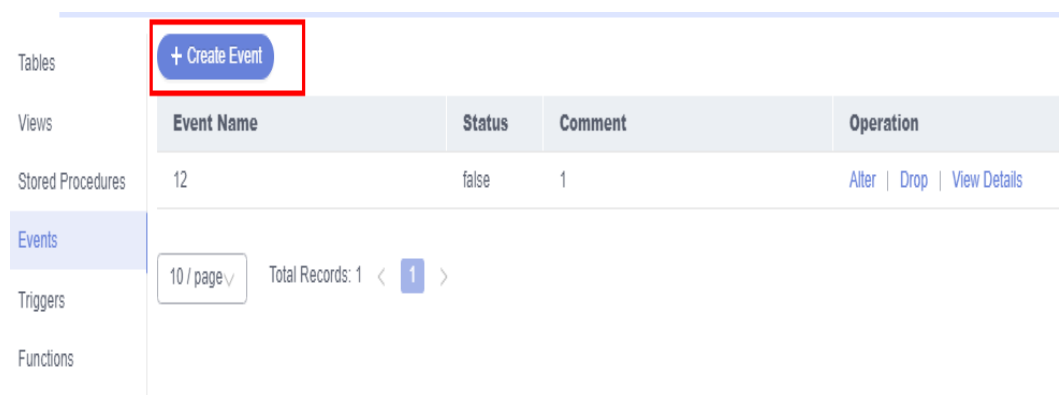 Tables
Views
Stored Procedures
Events
Triggers
Functions
+ Create Event
Event Name Status Comment Operation
12 false 1 Alter | Drop | View Details
10 / page Total Records: 1 < 1 >